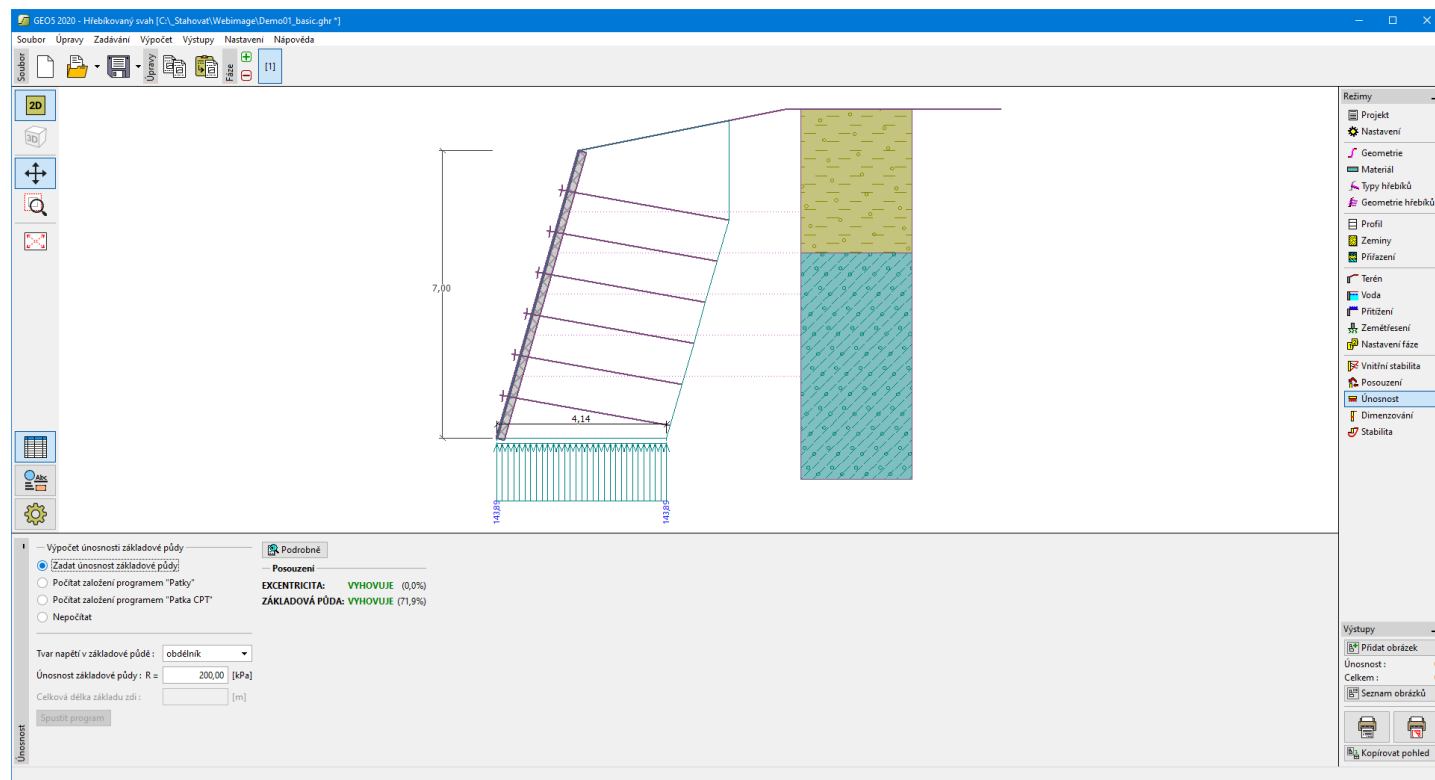 GEO5 2020 - Hřebíkovaný svah [C:\_Stahovat\Webimage\Demo01_basic.ghr *]
Soubor Úpravy Zadávání Výpočet Výstupy Nastavení Nápověda
Soubor
Úpravy
Fáze
[1]
2D
3D
Abc
7,00
4,14
143,89
143,89
Režimy
Projekt
Nastavení
Geometrie
Materiál
Typy hřebíků
Geometrie hřebíků
Profil
Zeminy
Přiřazení
Terén
Voda
Přitížení
Zemětřesení
Nastavení fáze
Vnitřní stabilita
Posouzení
Únosnost
Dimenzování
Stabilita
Únosnost
Výpočet únosnosti základové půdy
Zadat únosnost základové půdy
Počítat založení programem "Patky"
Počítat založení programem "Patka CPT"
Nepočítat
Tvar napětí v základové půdě : obdélník
Únosnost základové půdy : R = 200,00 [kPa]
Celková délka základu zdi : [m]
Spustit program
Podrobně
Posouzení
EXCENTRICITA: VYHOVUJE (0,0%)
ZÁKLADOVÁ PŮDA: VYHOVUJE (71,9%)
Výstupy
Přidat obrázek
Únosnost :
Celkem :
Seznam obrázků
Kopírovat pohled